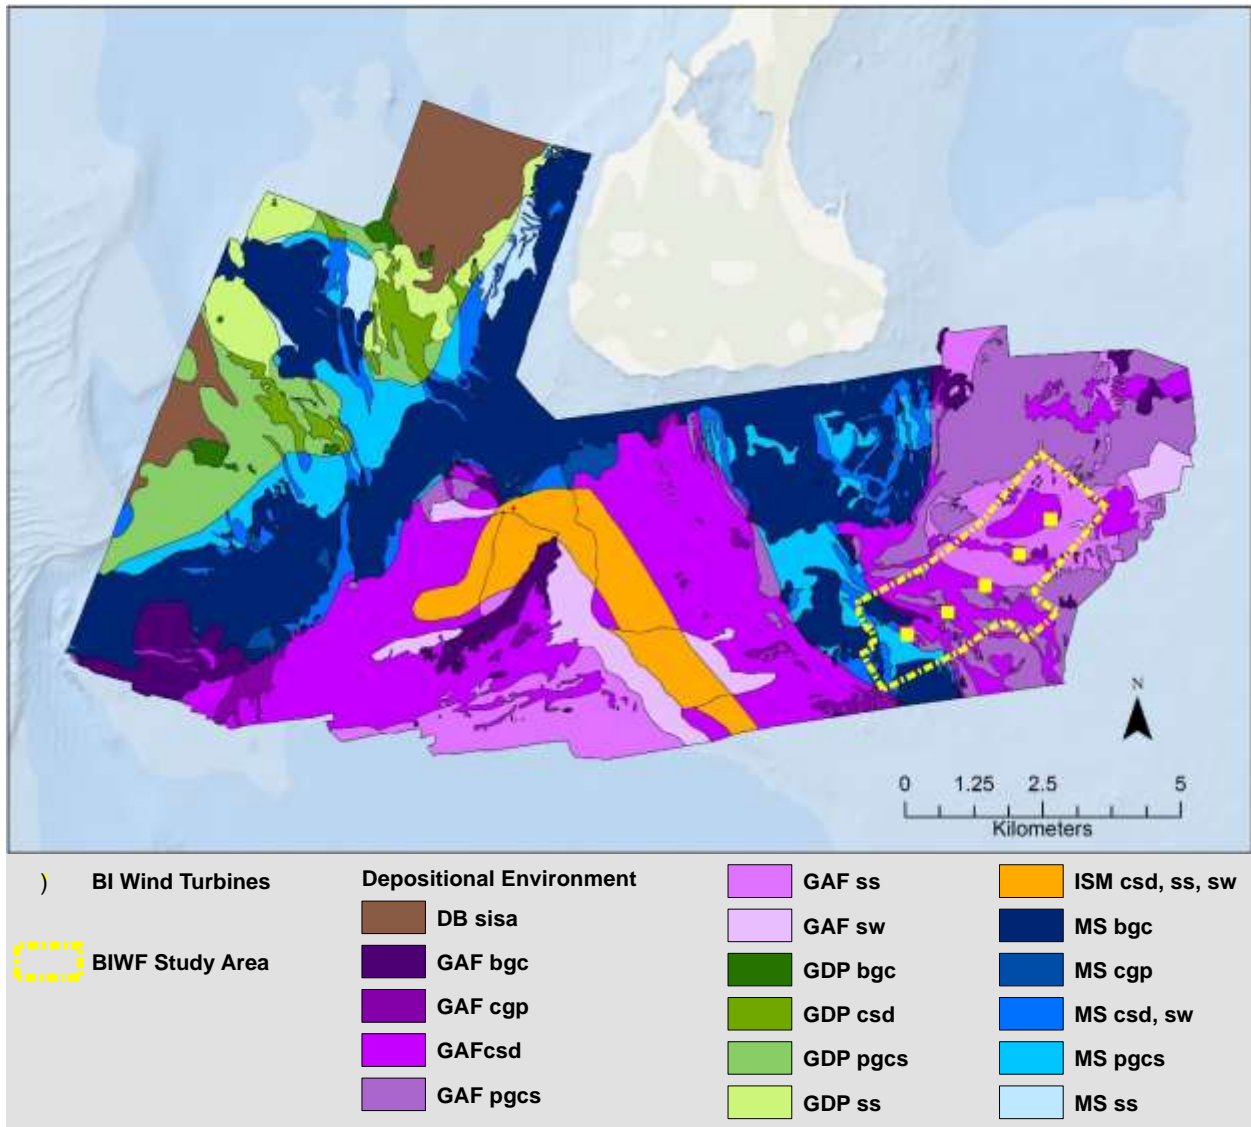 N
0 1.25 2.5 5
Kilometers
) BI Wind Turbines
BIWF Study Area
Depositional Environment
DB sisa
GAF bgc
GAF cgp
GAFcsd
GAF pgcs
GAF ss
GAF sw
GDP bgc
GDP csd
GDP pgcs
GDP ss
ISM csd, ss, sw
MS bgc
MS cgp
MS csd, sw
MS pgcs
MS ss